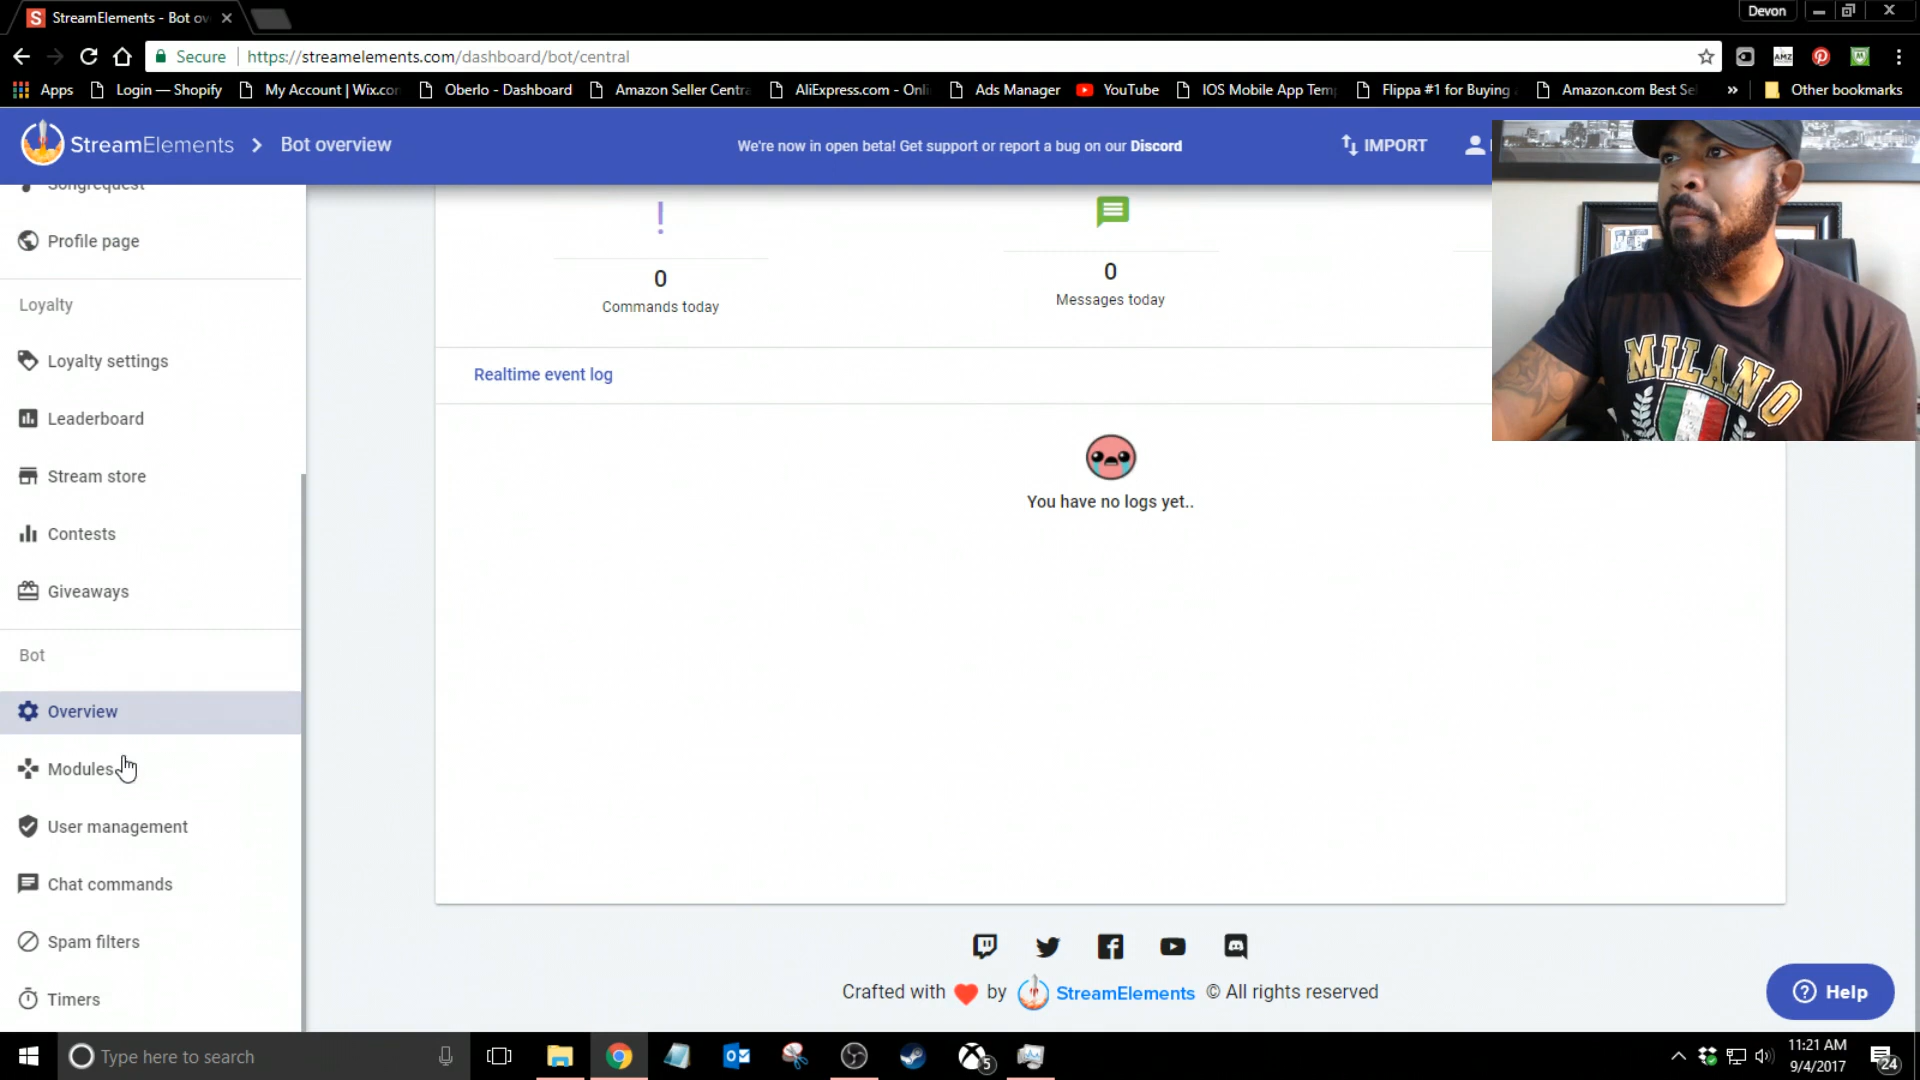 StreamElements - Bot ov
Devon
Secure
https://streamelements.com/dashboard/bot/central
AMZ
Apps
Login — Shopify
My Account | Wix.co
Oberlo - Dashboard
Amazon Seller Centra
AliExpress.com - Onli
Ads Manager
YouTube
IOS Mobile App Tem
Flippa #1 for Buying
Amazon.com Best Se
»
Other bookmarks
StreamElements > Bot overview
We're now in open beta! Get support or report a bug on our Discord
IMPORT
Songrequest
Profile page
Loyalty
Loyalty settings
Leaderboard
Stream store
Contests
Giveaways
Bot
Overview
Modules
User management
Chat commands
Spam filters
Timers
!
0
Commands today
0
Messages today
Realtime event log
You have no logs yet..
MILANO
Crafted with ❤ by StreamElements © All rights reserved
Help
Type here to search
5
11:21 AM
9/4/2017
24